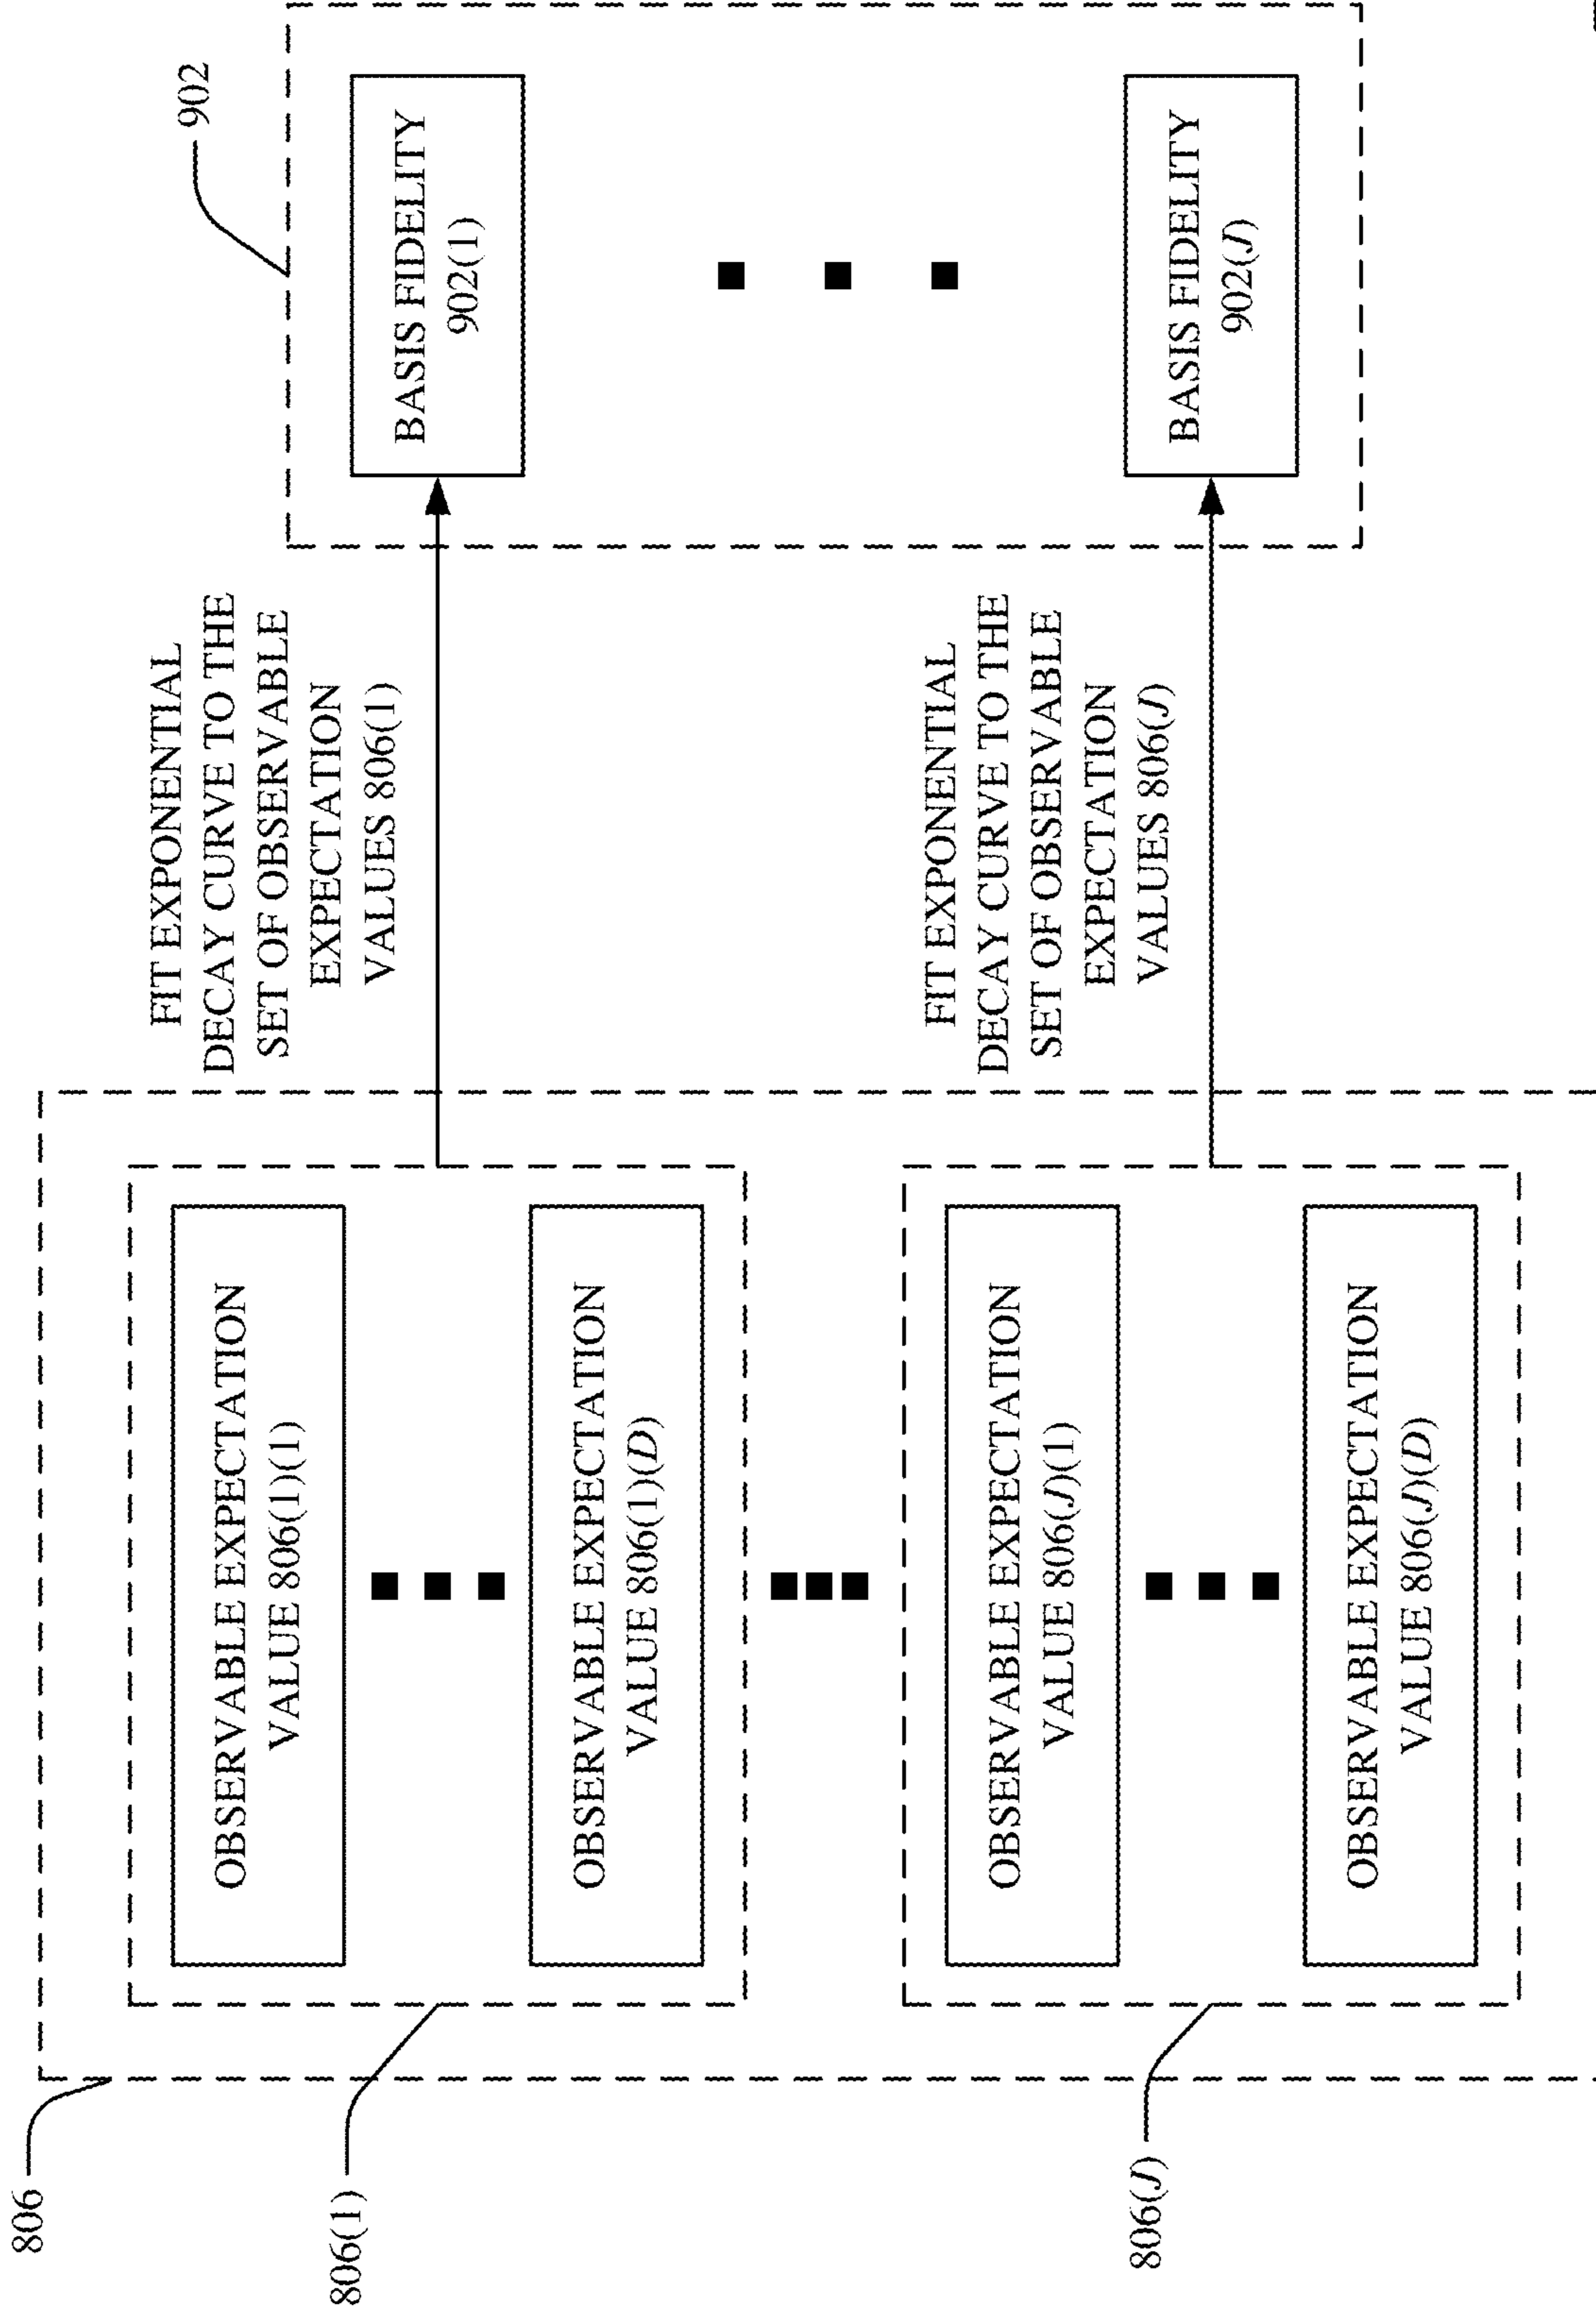 806
806(1)
OBSERVABLE EXPECTATION
VALUE 806(1)(1)
OBSERVABLE EXPECTATION
VALUE 806(1)(D)
FIT EXPONENTIAL
DECAY CURVE TO THE
SET OF OBSERVABLE
EXPECTATION
VALUES 806(1)
902
BASIS FIDELITY
902(1)
806(J)
OBSERVABLE EXPECTATION
VALUE 806(J)(1)
OBSERVABLE EXPECTATION
VALUE 806(J)(D)
FIT EXPONENTIAL
DECAY CURVE TO THE
SET OF OBSERVABLE
EXPECTATION
VALUES 806(J)
BASIS FIDELITY
902(J)